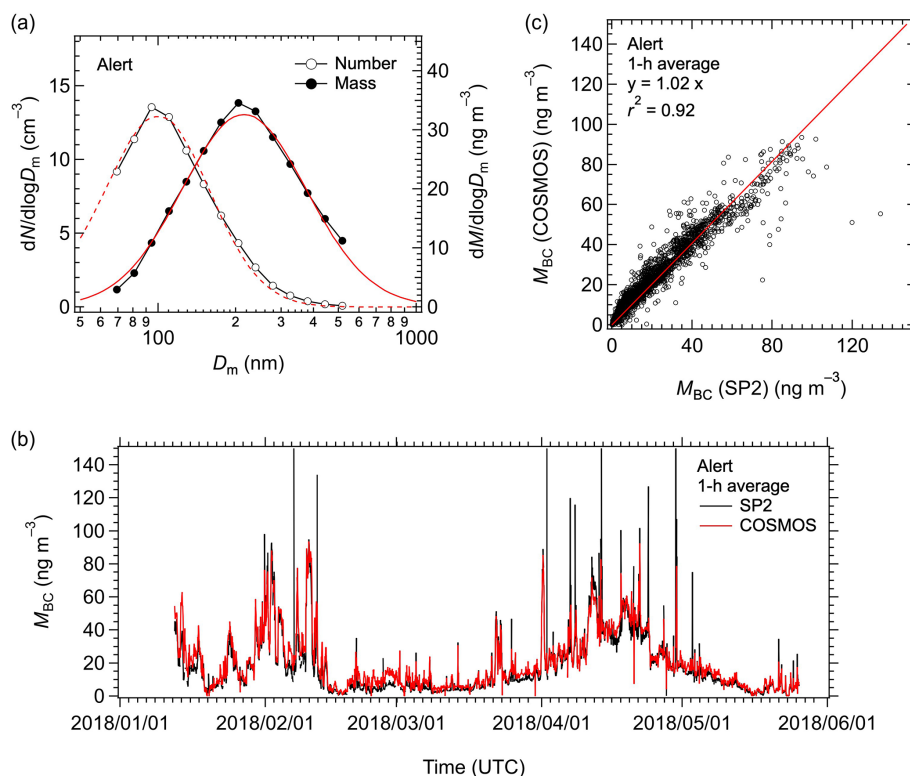 (a)
Alert
Number
Mass
dN/dlogDm (cm−3)
15
10
5
0
dM/dlogDm (ng m−3)
40
30
20
10
0
5 6 7 8 9 100 2 3 4 5 6 7 8 9 1000
Dm (nm)
(c)
Alert
1-h average
y = 1.02 x
r2 = 0.92
MBC (COSMOS) (ng m−3)
140
120
100
80
60
40
20
0
0 40 80 120
MBC (SP2) (ng m−3)
(b)
Alert
1-h average
SP2
COSMOS
MBC (ng m−3)
140
120
100
80
60
40
20
0
2018/01/01 2018/02/01 2018/03/01 2018/04/01 2018/05/01 2018/06/01
Time (UTC)